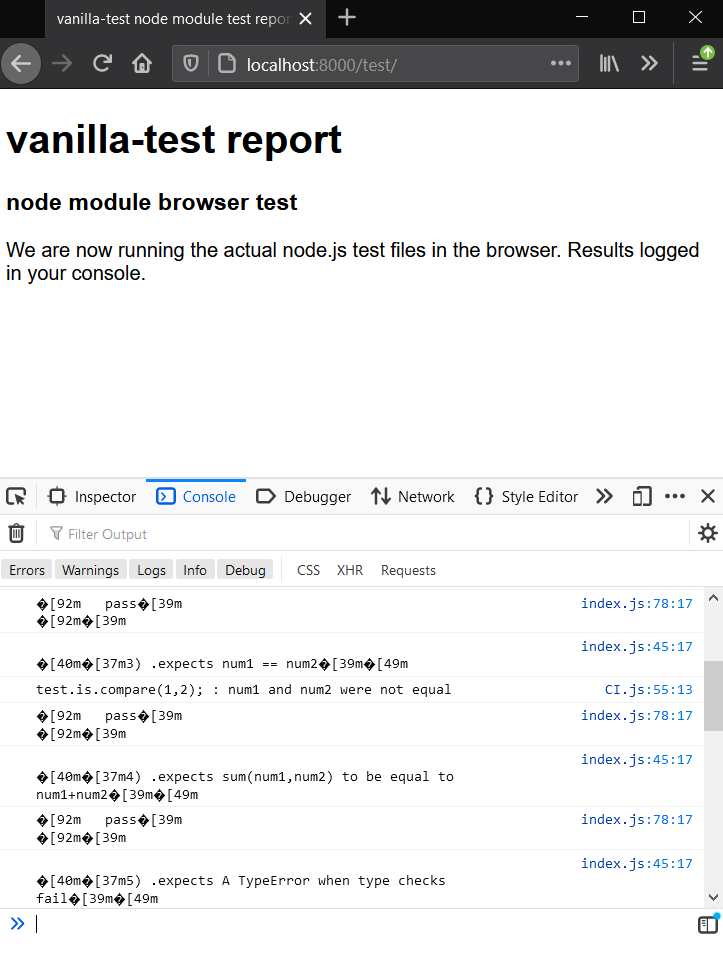 vanilla-test node module test repor
localhost:8000/test/
vanilla-test report
node module browser test
We are now running the actual node.js test files in the browser. Results logged
in your console.
Inspector Console Debugger Network Style Editor
Filter Output
Errors Warnings Logs Info Debug CSS XHR Requests
�[92m   pass�[39m index.js:78:17
�[92m�[39m
index.js:45:17
�[40m�[37m3) .expects num1 == num2�[39m�[49m
test.is.compare(1,2); : num1 and num2 were not equal CI.js:55:13
�[92m   pass�[39m index.js:78:17
�[92m�[39m
index.js:45:17
�[40m�[37m4) .expects sum(num1,num2) to be equal to
num1+num2�[39m�[49m
�[92m   pass�[39m index.js:78:17
�[92m�[39m
index.js:45:17
�[40m�[37m5) .expects A TypeError when type checks
fail�[39m�[49m